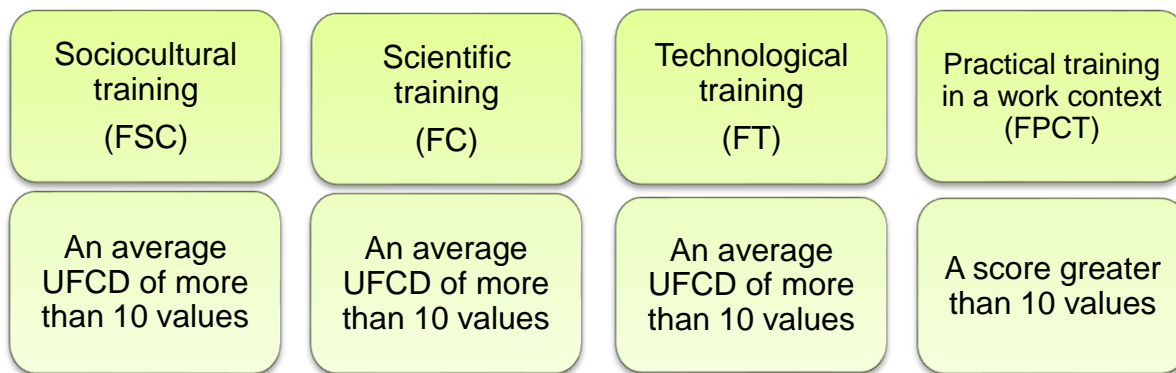 Sociocultural
training
(FSC)
Scientific
training
(FC)
Technological
training
(FT)
Practical training
in a work context
(FPCT)
An average
UFCD of more
than 10 values
An average
UFCD of more
than 10 values
An average
UFCD of more
than 10 values
A score greater
than 10 values